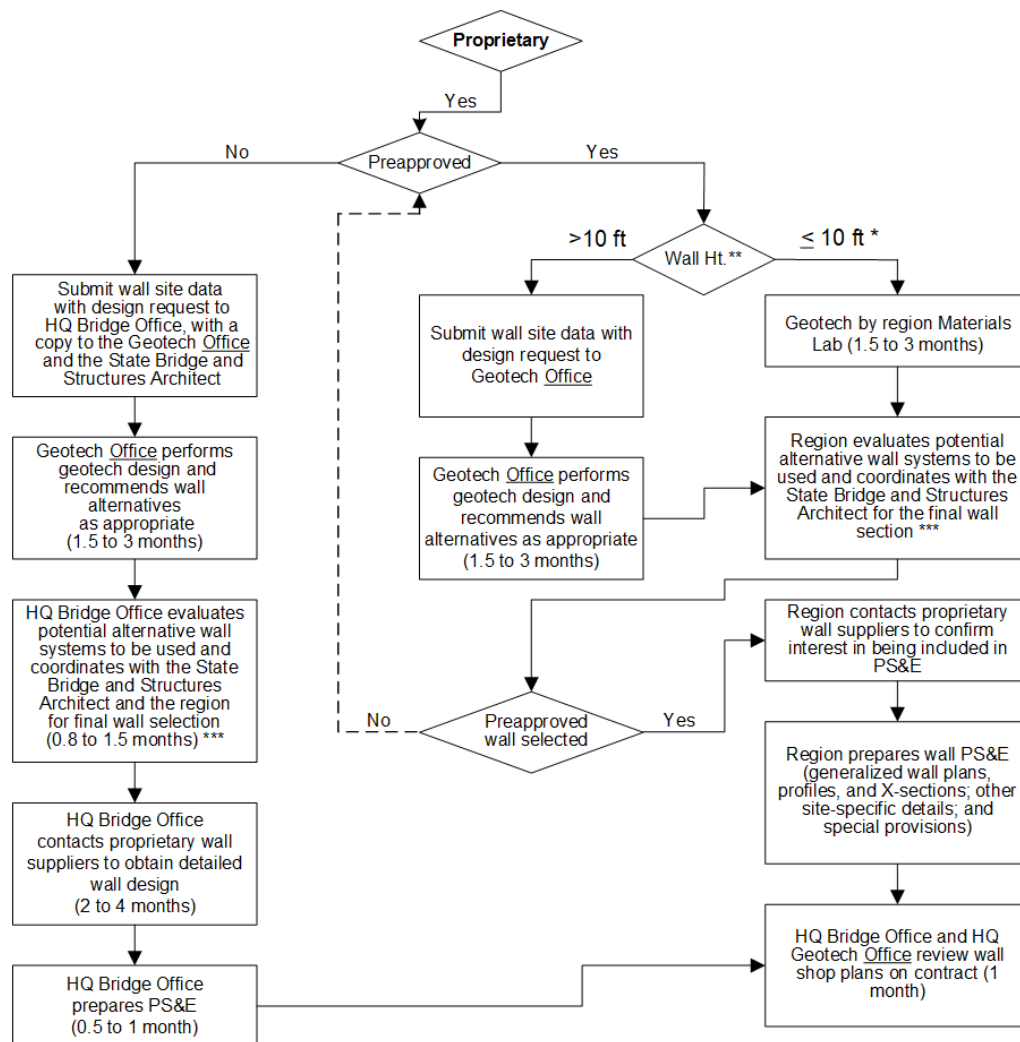 Proprietary
Yes
No
Preapproved
Yes
>10 ft
≤ 10 ft *
Wall Ht.**
Submit wall site data
with design request to
HQ Bridge Office, with a
copy to the Geotech Office
and the State Bridge and
Structures Architect
Submit wall site data with
design request to
Geotech Office
Geotech by region Materials
Lab (1.5 to 3 months)
Geotech Office performs
geotech design and
recommends wall
alternatives
as appropriate
(1.5 to 3 months)
Geotech Office performs
geotech design and
recommends wall
alternatives as appropriate
(1.5 to 3 months)
Region evaluates potential
alternative wall systems to be
used and coordinates with the
State Bridge and Structures
Architect for the final wall
section ***
HQ Bridge Office evaluates
potential alternative wall
systems to be used and
coordinates with the State
Bridge and Structures
Architect and the region
for final wall selection
(0.8 to 1.5 months) ***
Region contacts proprietary
wall suppliers to confirm
interest in being included in
PS&E
No
Preapproved
wall selected
Yes
Region prepares wall PS&E
(generalized wall plans,
profiles, and X-sections; other
site-specific details; and
special provisions)
HQ Bridge Office
contacts proprietary wall
suppliers to obtain detailed
wall design
(2 to 4 months)
HQ Bridge Office and HQ
Geotech Office review wall
shop plans on contract (1
month)
HQ Bridge Office
prepares PS&E
(0.5 to 1 month)